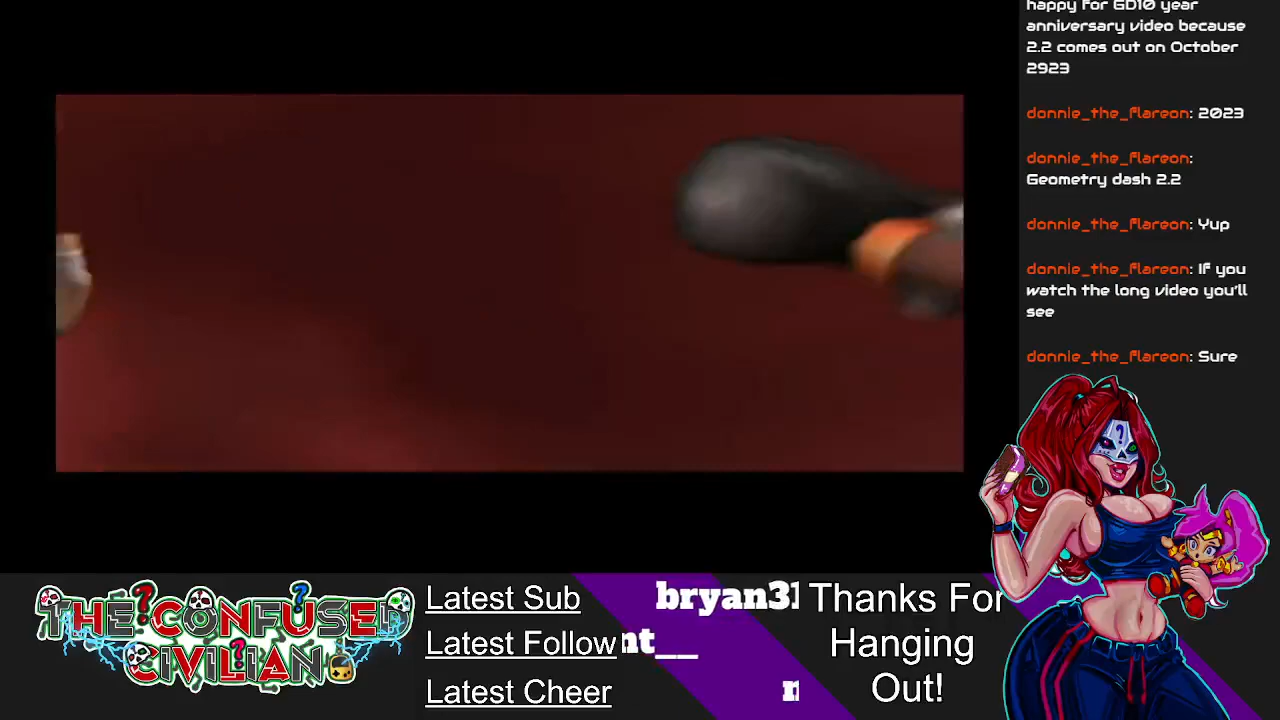 happy for GD10 year
anniversary video because
2.2 comes out on October
2923
donnie_the_flareon: 2023
donnie_the_flareon:
Geometry dash 2.2
donnie_the_flareon: Yup
donnie_the_flareon: If you
watch the long video you'll
see
donnie_the_flareon: Sure
THE CONFUSED
CIVILIAN
Latest Sub
Latest Follow
Latest Cheer
bryan31
nt__
Thanks For
Hanging
Out!
?